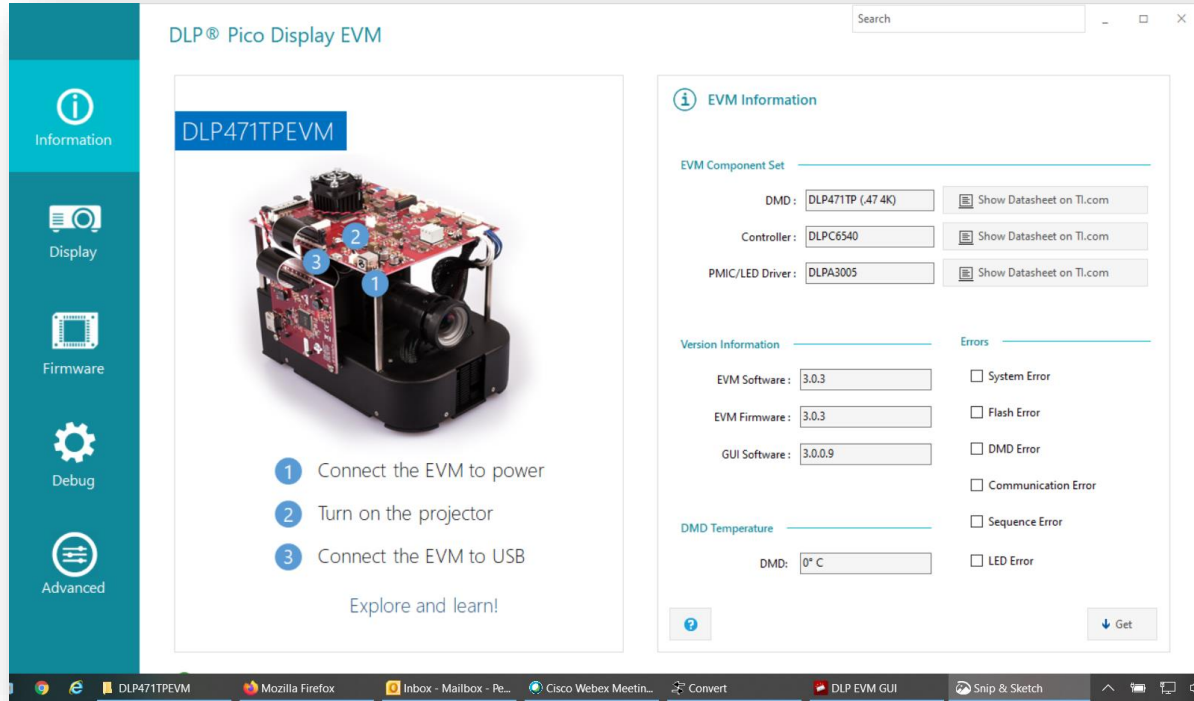 Search
DLP® Pico Display EVM
Information
Display
Firmware
Debug
Advanced
DLP471TPEVM
2
3
1
1 Connect the EVM to power
2 Turn on the projector
3 Connect the EVM to USB
Explore and learn!
EVM Information
EVM Component Set
DMD : DLP471TP (.47 4K) Show Datasheet on TI.com
Controller : DLPC6540 Show Datasheet on TI.com
PMIC/LED Driver : DLPA3005 Show Datasheet on TI.com
Version Information
EVM Software : 3.0.3
EVM Firmware : 3.0.3
GUI Software : 3.0.0.9
DMD Temperature
DMD: 0° C
Errors
System Error
Flash Error
DMD Error
Communication Error
Sequence Error
LED Error
Get
DLP471TPEVM Mozilla Firefox Inbox - Mailbox - Pe... Cisco Webex Meetin... Convert DLP EVM GUI Snip & Sketch